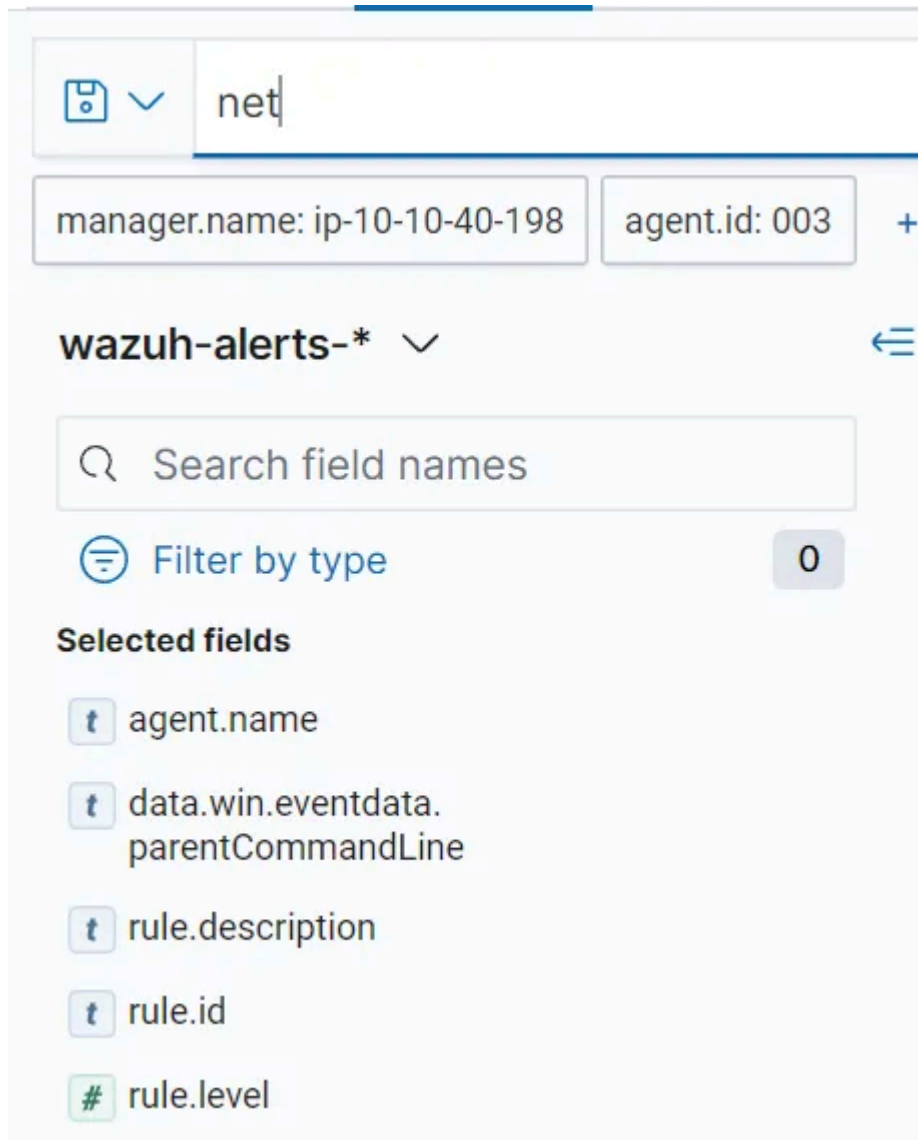 net
manager.name: ip-10-10-40-198 agent.id: 003 +
wazuh-alerts-*
Search field names
Filter by type 0
Selected fields
t agent.name
t data.win.eventdata.
parentCommandLine
t rule.description
t rule.id
# rule.level